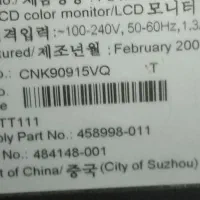 CD color monitor/LCD 모니터
격입력 :~100-240V, 50-60Hz,1.3
ured/ 제조년월 : February 200
o.: CNK90915VQ 'T
TT111
ly Part No.: 458998-011
No.: 484148-001
t of China/ 중국 (City of Suzhou)